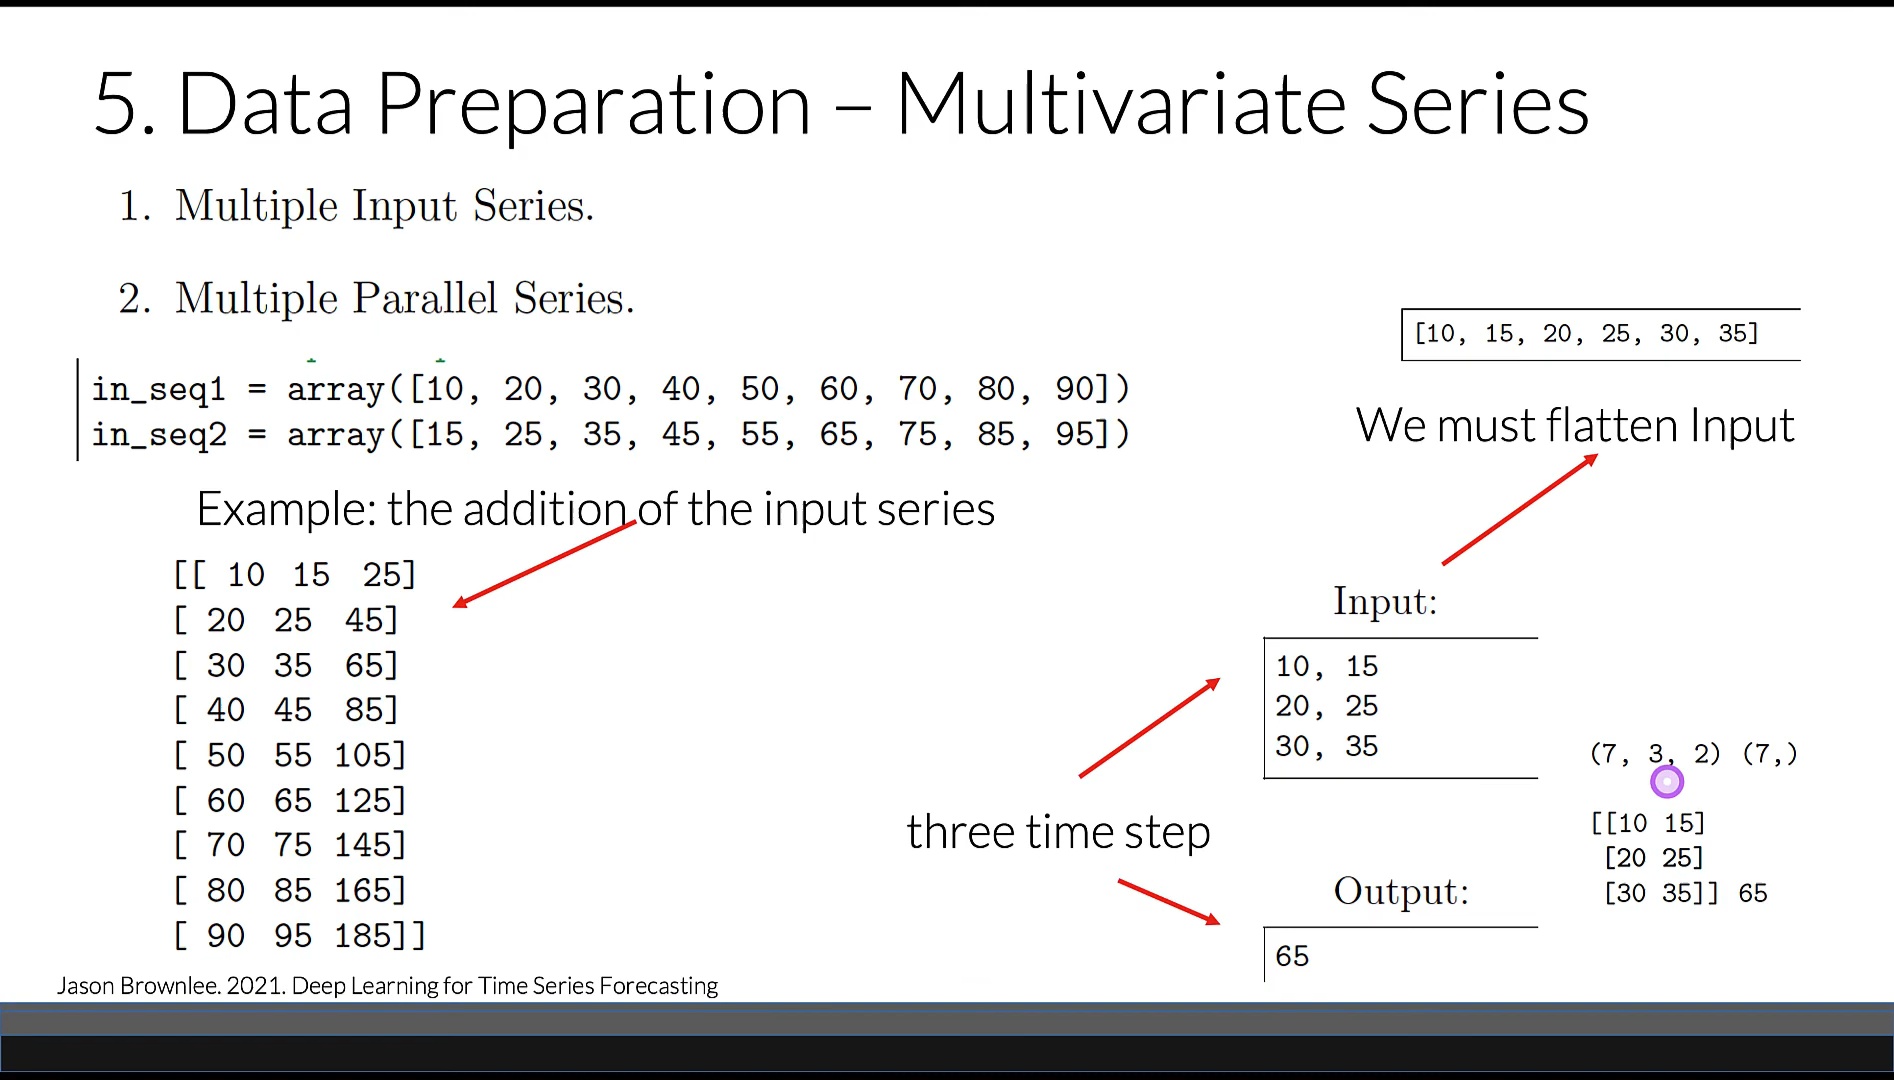 5. Data Preparation – Multivariate Series
1. Multiple Input Series.
2. Multiple Parallel Series.
in_seq1 = array([10, 20, 30, 40, 50, 60, 70, 80, 90])
in_seq2 = array([15, 25, 35, 45, 55, 65, 75, 85, 95])
Example: the addition of the input series
[[ 10 15 25]
[ 20 25 45]
[ 30 35 65]
[ 40 45 85]
[ 50 55 105]
[ 60 65 125]
[ 70 75 145]
[ 80 85 165]
[ 90 95 185]]
[10, 15, 20, 25, 30, 35]
We must flatten Input
Input:
10, 15
20, 25
30, 35
three time step
Output:
65
(7, 3, 2) (7,)
[[10 15]
[20 25]
[30 35]] 65
Jason Brownlee. 2021. Deep Learning for Time Series Forecasting